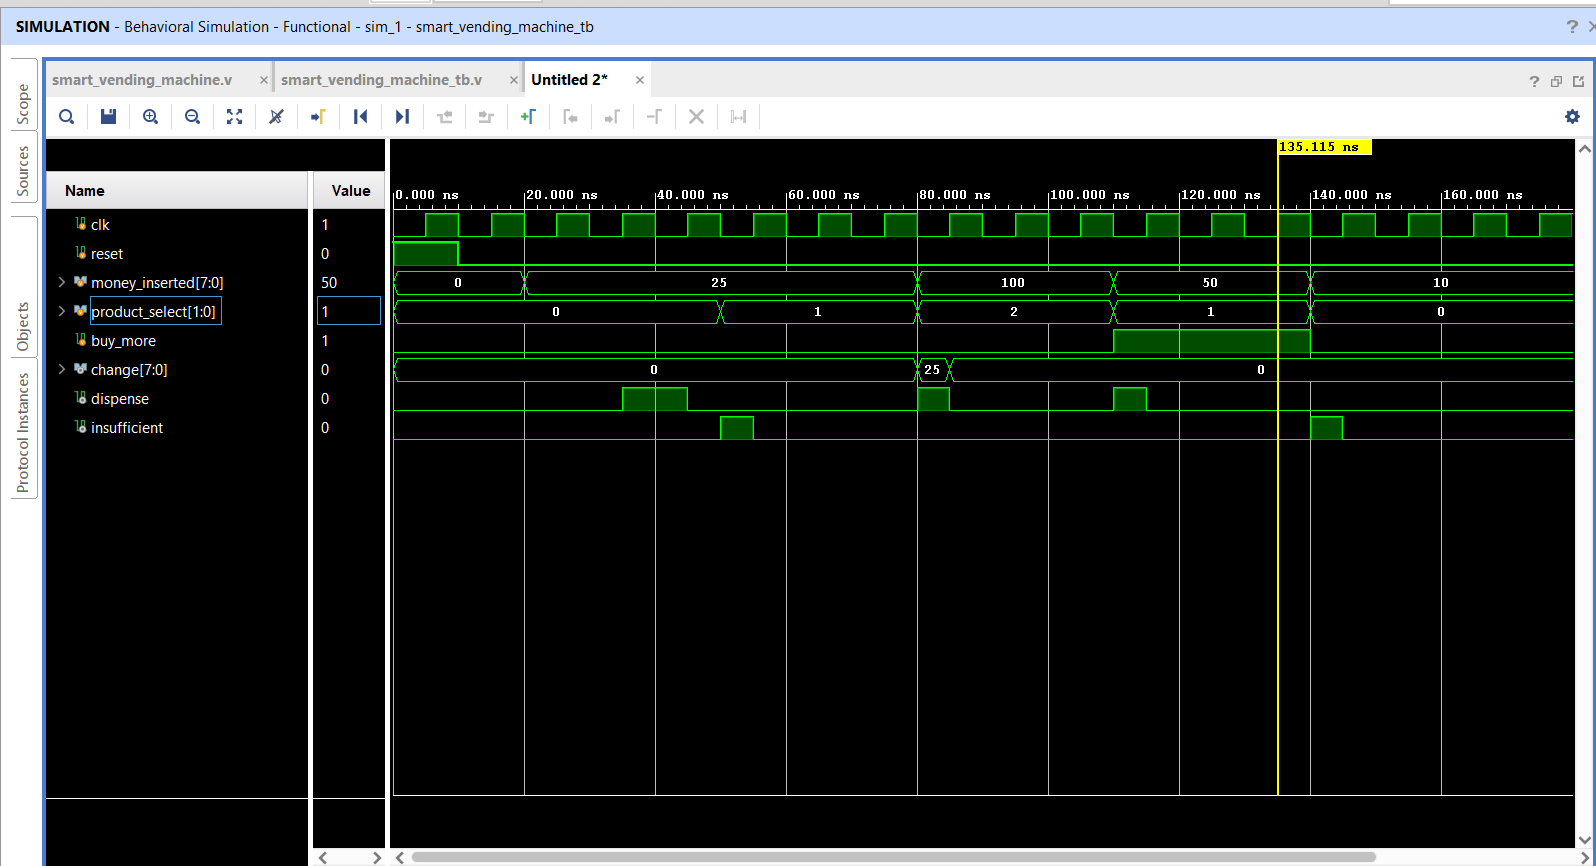 SIMULATION - Behavioral Simulation - Functional - sim_1 - smart_vending_machine_tb
?
Scope
Sources
Objects
Protocol Instances
smart_vending_machine.v
smart_vending_machine_tb.v
Untitled 2*
?
135.115 ns
Name Value
0.000 ns 20.000 ns 40.000 ns 60.000 ns 80.000 ns 100.000 ns 120.000 ns 140.000 ns 160.000 ns
clk 1
reset 0
money_inserted[7:0] 50 0 25 100 50 10
product_select[1:0] 1 0 1 2 1 0
buy_more 1
change[7:0] 0 0 25 0
dispense 0
insufficient 0